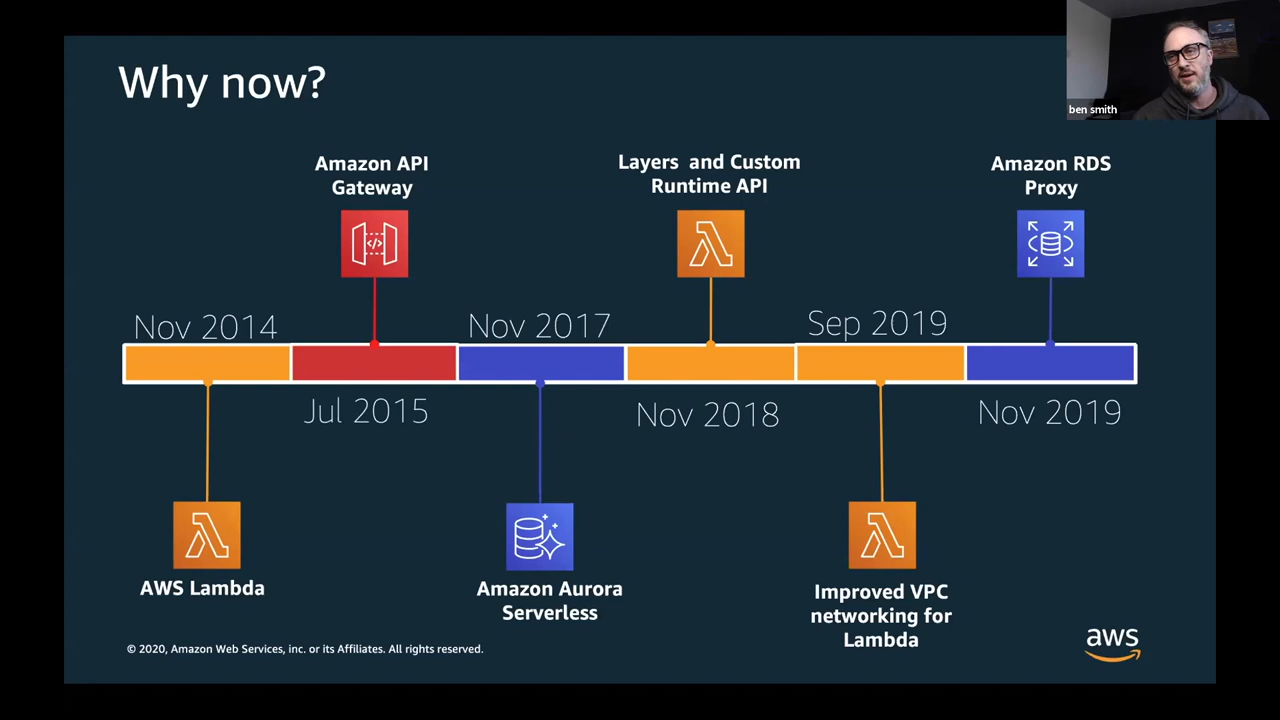 Why now?
ben smith
Amazon API
Gateway
Layers and Custom
Runtime API
Amazon RDS
Proxy
</>
Nov 2014
Nov 2017
Sep 2019
Jul 2015
Nov 2018
Nov 2019
AWS Lambda
Amazon Aurora
Serverless
Improved VPC
networking for
Lambda
© 2020, Amazon Web Services, inc. or its Affiliates. All rights reserved.
aws